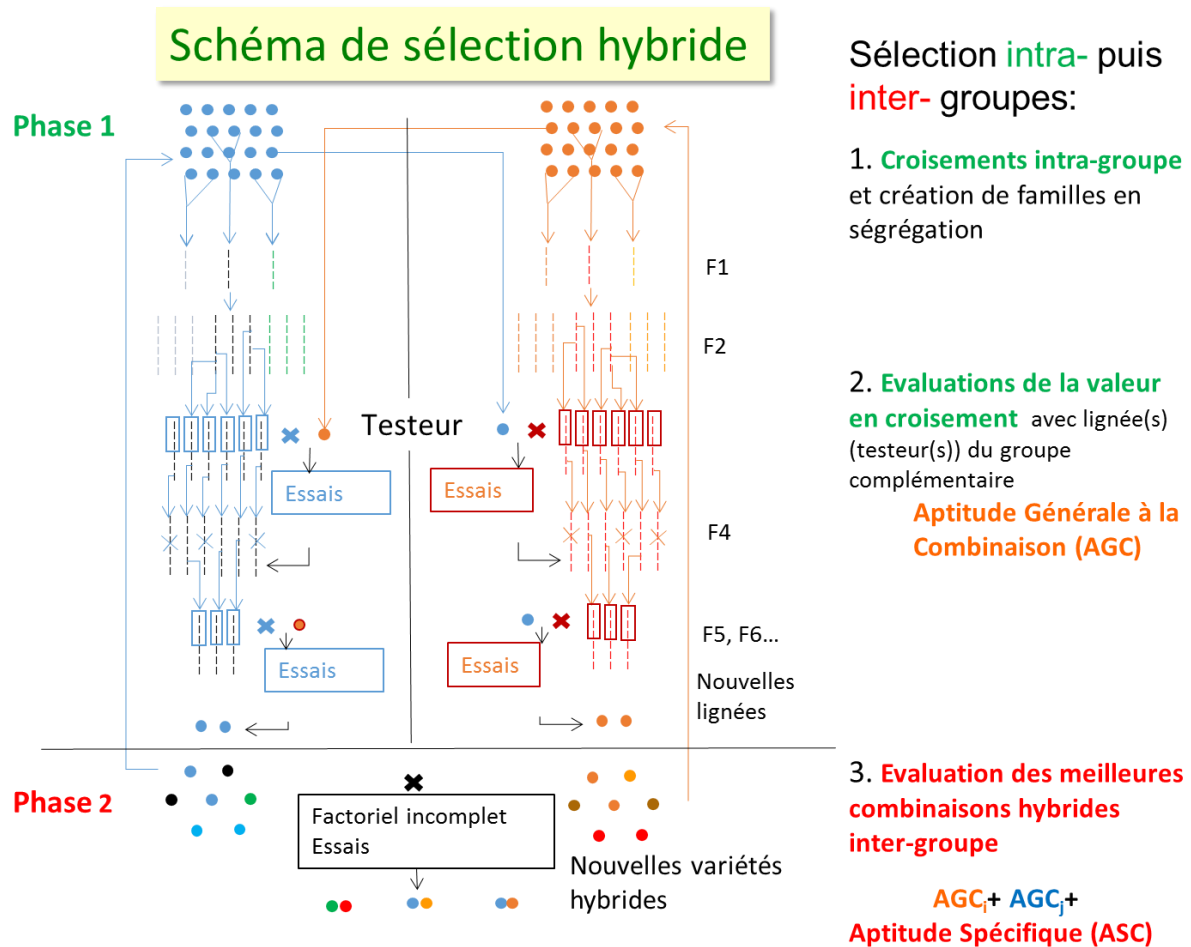 Schéma de sélection hybride
Phase 1
F1
F2
Testeur
Essais
Essais
F4
Essais
Essais
F5, F6...
Nouvelles
lignées
Phase 2
Factoriel incomplet
Essais
Nouvelles variétés
hybrides
Sélection intra- puis
inter- groupes:
1. Croisements intra-groupe
et création de familles en
ségrégation
2. Evaluations de la valeur
en croisement avec lignée(s)
(testeur(s)) du groupe
complémentaire
Aptitude Générale à la
Combinaison (AGC)
3. Evaluation des meilleures
combinaisons hybrides
inter-groupe
AGCi+ AGCj+
Aptitude Spécifique (ASC)